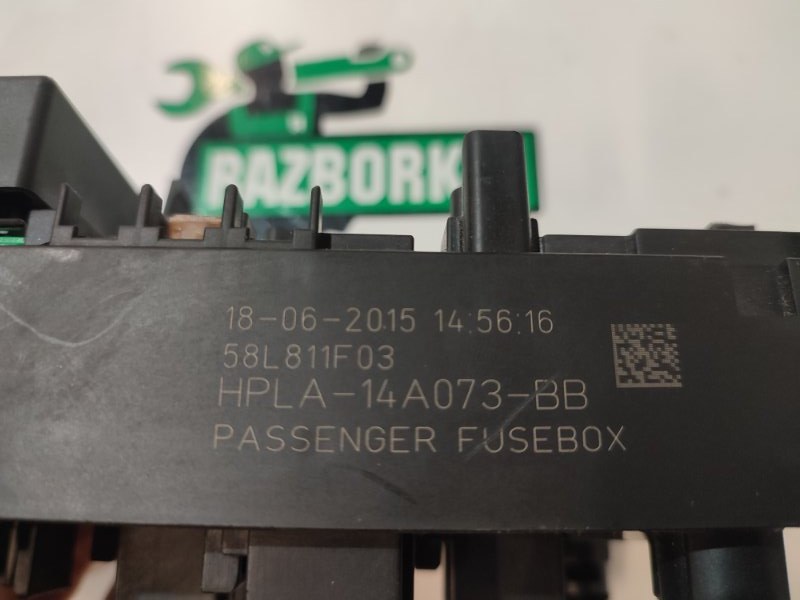 RAZBORK
18-06-2015 14:56:16
58L811F03
HPLA-14A073-BB
PASSENGER FUSEBOX